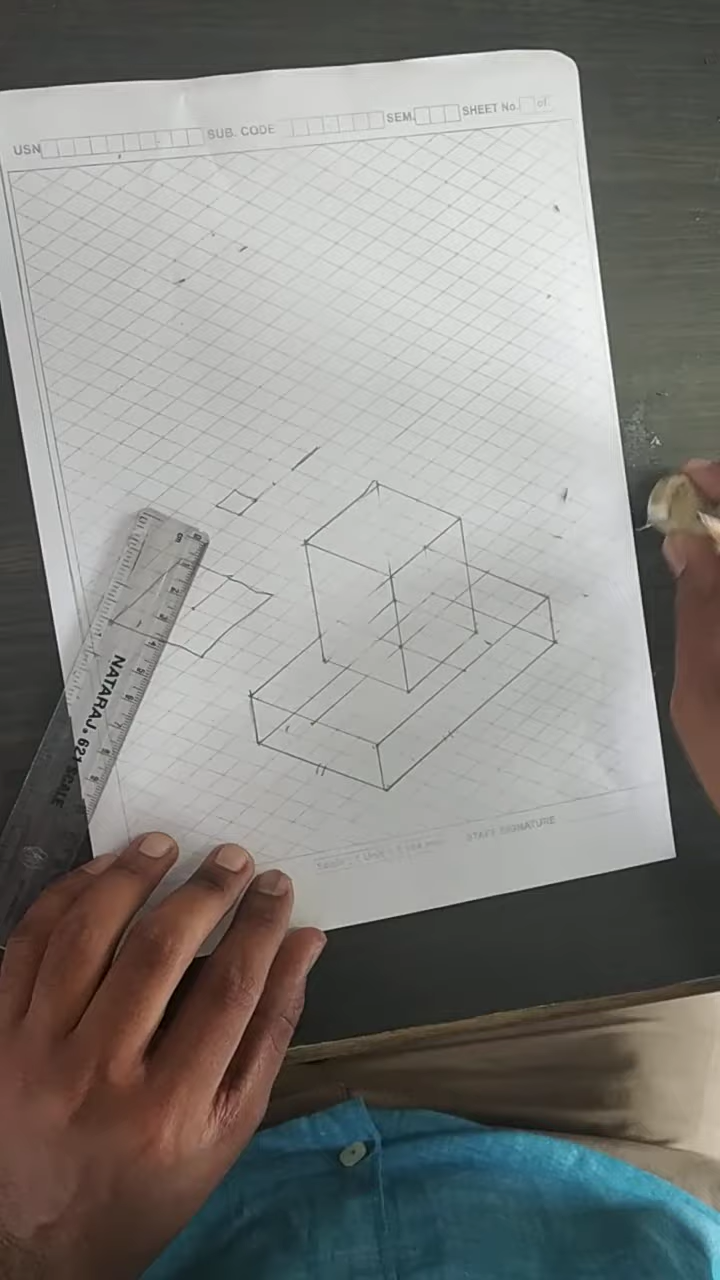 USN SUB. CODE SEM. SHEET No. of
NATARAJ. 621 SCALE
STAFF SIGNATURE